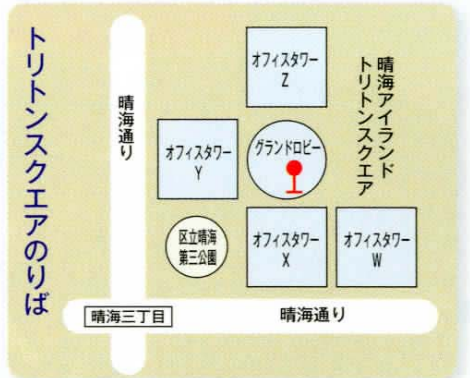 トリトンスクエアのりば
晴海通り
オフィスタワー
Z
晴海アイランド
トリトンスクエア
オフィスタワー
Y
グランドロビー
区立晴海
第三公園
オフィスタワー
X
オフィスタワー
W
晴海三丁目
晴海通り